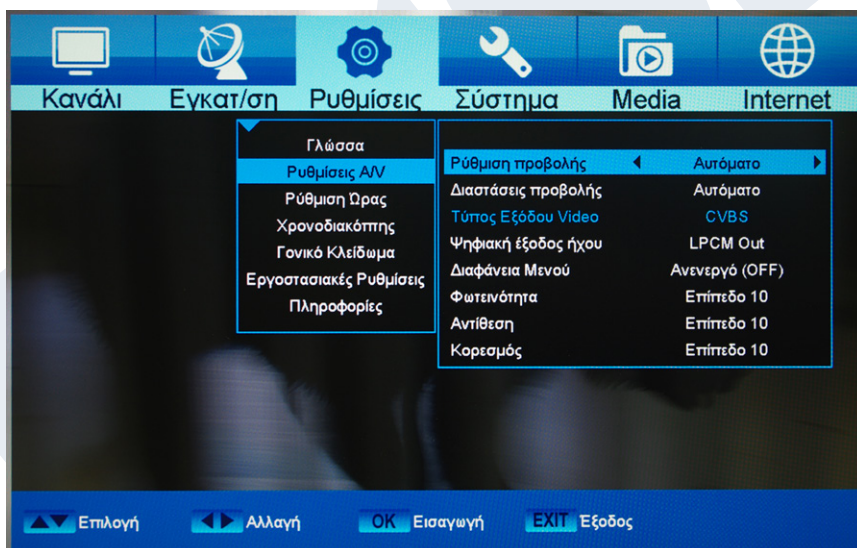 Κανάλι Εγκατ/ση Ρυθμίσεις Σύστημα Media Internet
Γλώσσα
Ρυθμίσεις A/V
Ρύθμιση Ώρας
Χρονοδιακόπτης
Γονικό Κλείδωμα
Εργοστασιακές Ρυθμίσεις
Πληροφορίες
Ρύθμιση προβολής Αυτόματο
Διαστάσεις προβολής Αυτόματο
Τύπος Εξόδου Video CVBS
Ψηφιακή έξοδος ήχου LPCM Out
Διαφάνεια Μενού Ανενεργό (OFF)
Φωτεινότητα Επίπεδο 10
Αντίθεση Επίπεδο 10
Κορεσμός Επίπεδο 10
Επιλογή Αλλαγή OK Εισαγωγή EXIT Έξοδος